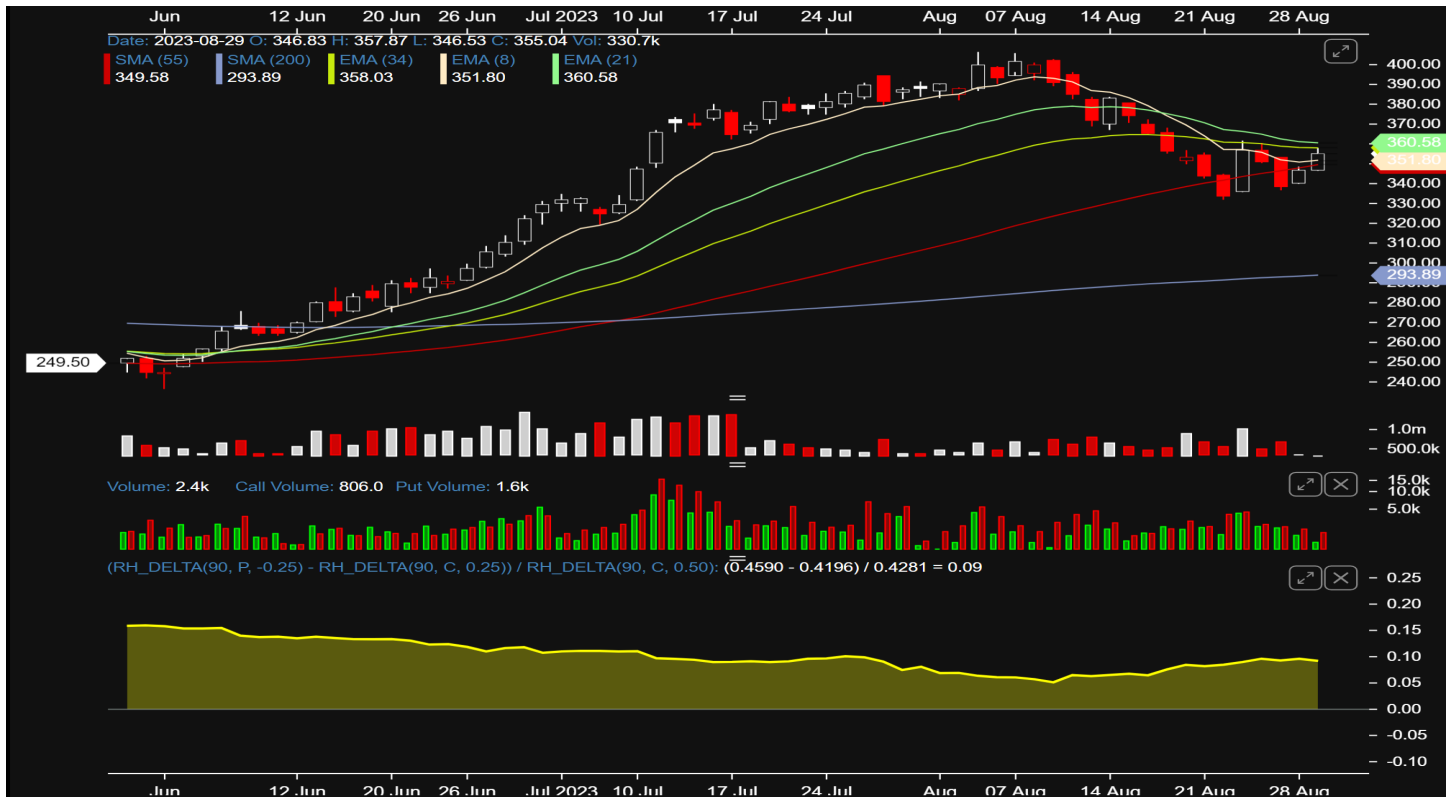 Jun 12 Jun 20 Jun 26 Jun Jul 2023 10 Jul 17 Jul 24 Jul Aug 07 Aug 14 Aug 21 Aug 28 Aug
Date: 2023-08-29 O: 346.83 H: 357.87 L: 346.53 C: 355.04 Vol: 330.7k
SMA (55) SMA (200) EMA (34) EMA (8) EMA (21)
349.58 293.89 358.03 351.80 360.58
400.00
390.00
380.00
370.00
360.58
351.80
340.00
330.00
320.00
310.00
300.00
293.89
280.00
270.00
260.00
249.50 250.00
240.00
1.0m
500.0k
Volume: 2.4k Call Volume: 806.0 Put Volume: 1.6k
15.0k
10.0k
5.0k
(RH_DELTA(90, P, -0.25) - RH_DELTA(90, C, 0.25)) / RH_DELTA(90, C, 0.50): (0.4590 - 0.4196) / 0.4281 = 0.09
0.25
0.20
0.15
0.10
0.05
0.00
-0.05
-0.10
Jun 12 Jun 20 Jun 26 Jun Jul 2023 10 Jul 17 Jul 24 Jul Aug 07 Aug 14 Aug 21 Aug 28 Aug